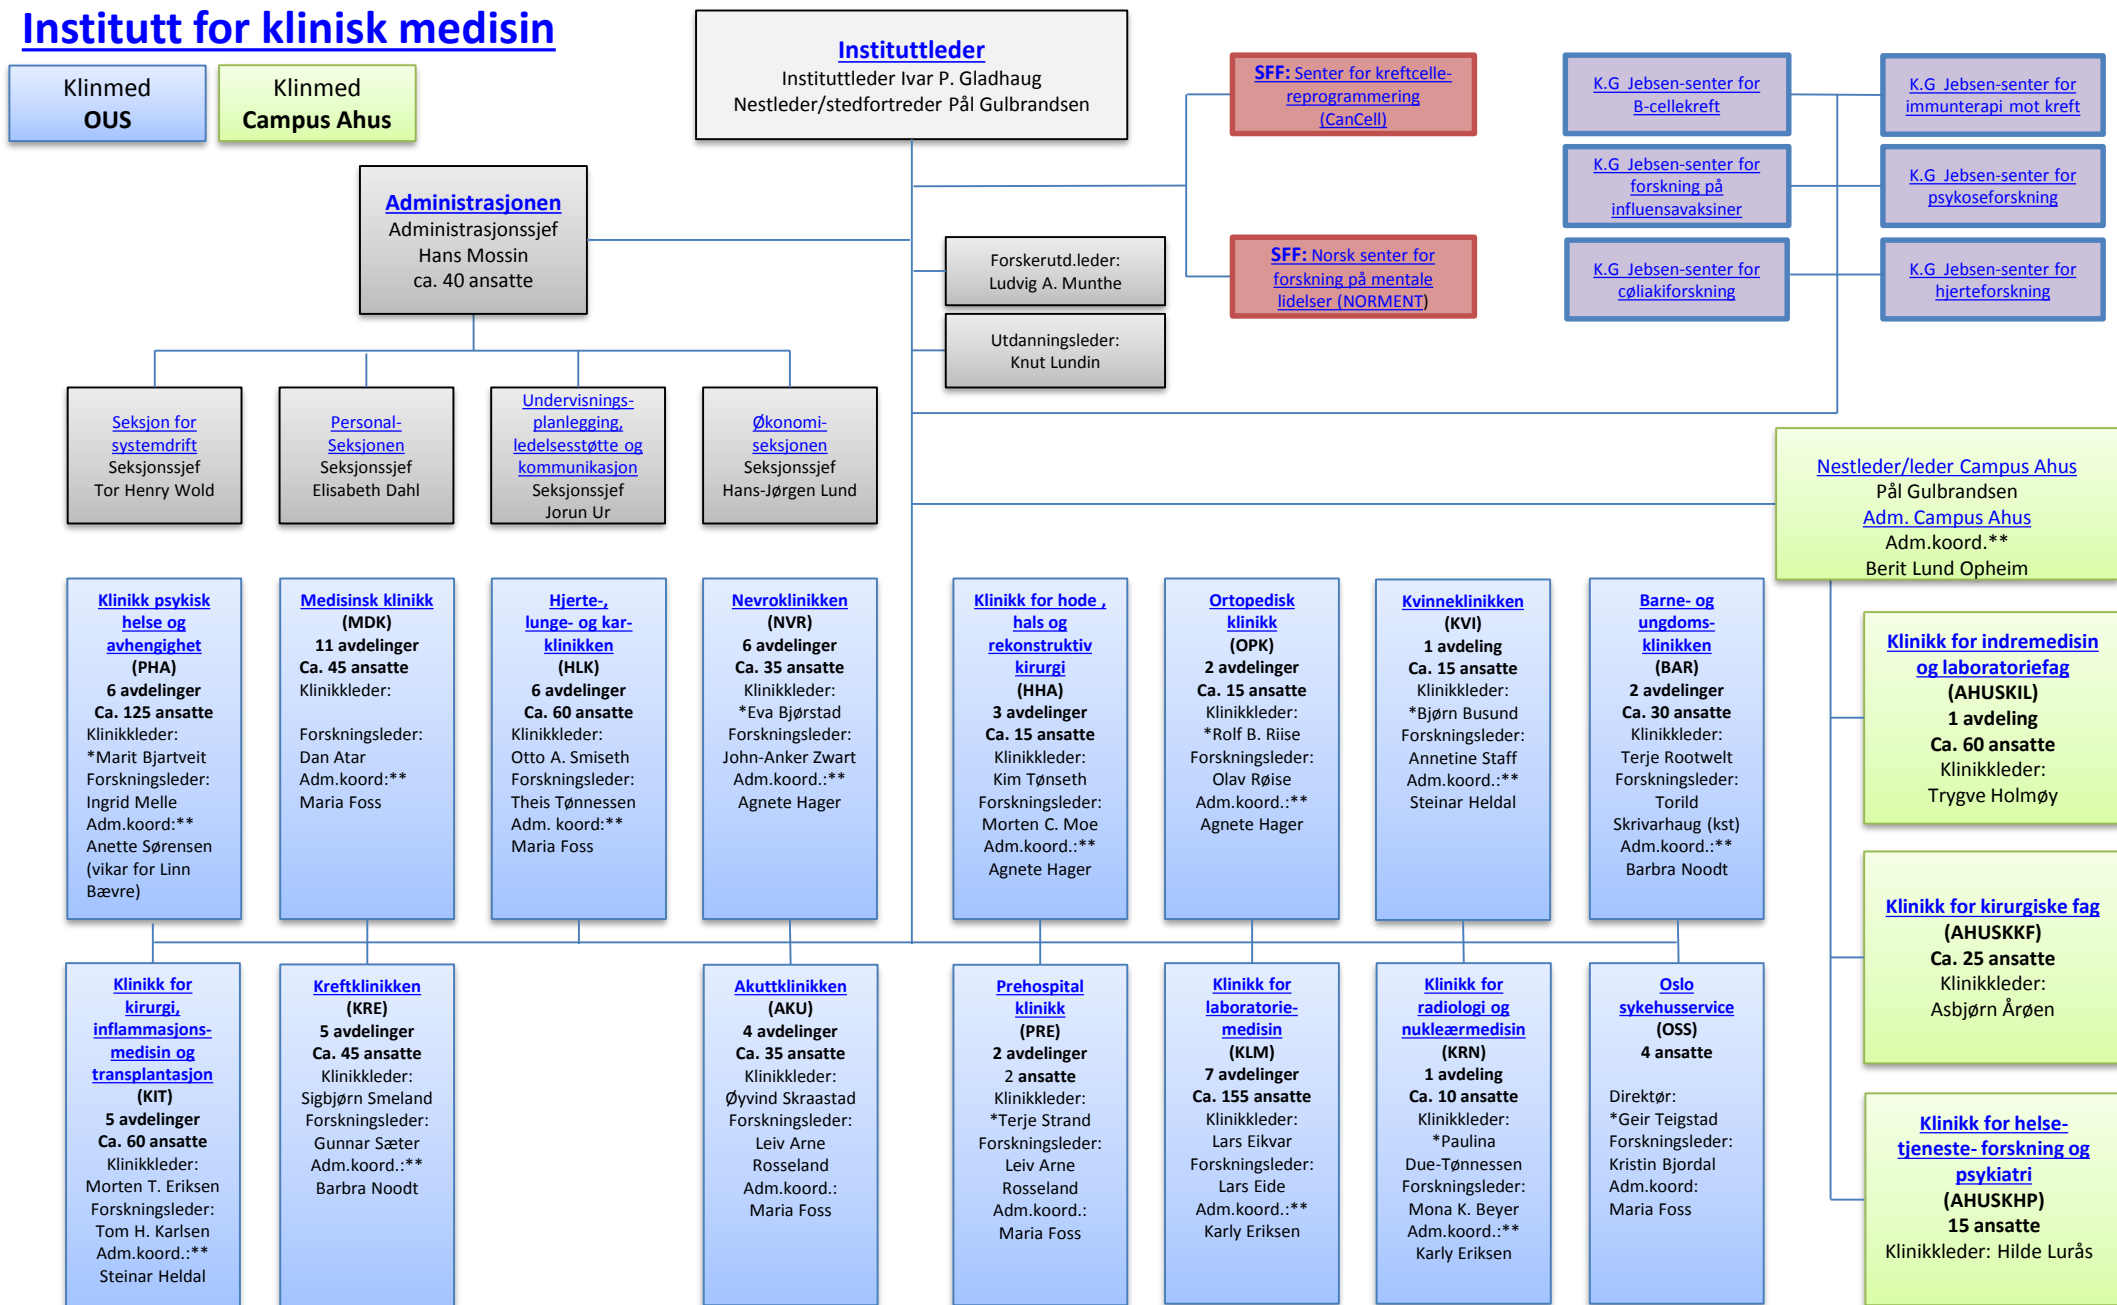 Institutt for klinisk medisin
Klinmed
OUS
Klinmed
Campus Ahus
Instituttleder
Instituttleder Ivar P. Gladhaug
Nestleder/stedfortreder Pål Gulbrandsen
SFF: Senter for kreftcelle-
reprogrammering
(CanCell)
K.G Jebsen-senter for
B-cellekreft
K.G Jebsen-senter for
immunterapi mot kreft
Administrasjonen
Administrasjonssjef
Hans Mossin
ca. 40 ansatte
K.G Jebsen-senter for
forskning på
influensavaksiner
K.G Jebsen-senter for
psykoseforskning
Forskerutd.leder:
Ludvig A. Munthe
SFF: Norsk senter for
forskning på mentale
lidelser (NORMENT)
K.G Jebsen-senter for
cøliakiforskning
K.G Jebsen-senter for
hjerteforskning
Utdanningsleder:
Knut Lundin
Seksjon for
systemdrift
Seksjonssjef
Tor Henry Wold
Personal-
Seksjonen
Seksjonssjef
Elisabeth Dahl
Undervisnings-
planlegging,
ledelsesstøtte og
kommunikasjon
Seksjonssjef
Jorun Ur
Økonomi-
seksjonen
Seksjonssjef
Hans-Jørgen Lund
Nestleder/leder Campus Ahus
Pål Gulbrandsen
Adm. Campus Ahus
Adm.koord.**
Berit Lund Opheim
Klinikk psykisk
helse og
avhengighet
(PHA)
6 avdelinger
Ca. 125 ansatte
Klinikkleder:
*Marit Bjartveit
Forskningsleder:
Ingrid Melle
Adm.koord:**
Anette Sørensen
(vikar for Linn
Bævre)
Medisinsk klinikk
(MDK)
11 avdelinger
Ca. 45 ansatte
Klinikkleder:
Forskningsleder:
Dan Atar
Adm.koord:**
Maria Foss
Hjerte-,
lunge- og kar-
klinikken
(HLK)
6 avdelinger
Ca. 60 ansatte
Klinikkleder:
Otto A. Smiseth
Forskningsleder:
Theis Tønnessen
Adm. koord:**
Maria Foss
Nevroklinikken
(NVR)
6 avdelinger
Ca. 35 ansatte
Klinikkleder:
*Eva Bjørstad
Forskningsleder:
John-Anker Zwart
Adm.koord.:**
Agnete Hager
Klinikk for hode ,
hals og
rekonstruktiv
kirurgi
(HHA)
3 avdelinger
Ca. 15 ansatte
Klinikkleder:
Kim Tønseth
Forskningsleder:
Morten C. Moe
Adm.koord.:**
Agnete Hager
Ortopedisk
klinikk
(OPK)
2 avdelinger
Ca. 15 ansatte
Klinikkleder:
*Rolf B. Riise
Forskningsleder:
Olav Røise
Adm.koord.:**
Agnete Hager
Kvinneklinikken
(KVI)
1 avdeling
Ca. 15 ansatte
Klinikkleder:
*Bjørn Busund
Forskningsleder:
Annetine Staff
Adm.koord.:**
Steinar Heldal
Barne- og
ungdoms-
klinikken
(BAR)
2 avdelinger
Ca. 30 ansatte
Klinikkleder:
Terje Rootwelt
Forskningsleder:
Torild
Skrivarhaug (kst)
Adm.koord.:**
Barbra Noodt
Klinikk for indremedisin
og laboratoriefag
(AHUSKIL)
1 avdeling
Ca. 60 ansatte
Klinikkleder:
Trygve Holmøy
Klinikk for kirurgiske fag
(AHUSKKF)
Ca. 25 ansatte
Klinikkleder:
Asbjørn Årøen
Klinikk for
kirurgi,
inflammasjons-
medisin og
transplantasjon
(KIT)
5 avdelinger
Ca. 60 ansatte
Klinikkleder:
Morten T. Eriksen
Forskningsleder:
Tom H. Karlsen
Adm.koord.:**
Steinar Heldal
Kreftklinikken
(KRE)
5 avdelinger
Ca. 45 ansatte
Klinikkleder:
Sigbjørn Smeland
Forskningsleder:
Gunnar Sæter
Adm.koord.:**
Barbra Noodt
Akuttklinikken
(AKU)
4 avdelinger
Ca. 35 ansatte
Klinikkleder:
Øyvind Skraastad
Forskningsleder:
Leiv Arne
Rosseland
Adm.koord.:
Maria Foss
Prehospital
klinikk
(PRE)
2 avdelinger
2 ansatte
Klinikkleder:
*Terje Strand
Forskningsleder:
Leiv Arne
Rosseland
Adm.koord.:
Maria Foss
Klinikk for
laboratorie-
medisin
(KLM)
7 avdelinger
Ca. 155 ansatte
Klinikkleder:
Lars Eikvar
Forskningsleder:
Lars Eide
Adm.koord.:**
Karly Eriksen
Klinikk for
radiologi og
nukleærmedisin
(KRN)
1 avdeling
Ca. 10 ansatte
Klinikkleder:
*Paulina
Due-Tønnessen
Forskningsleder:
Mona K. Beyer
Adm.koord.:**
Karly Eriksen
Oslo
sykehusservice
(OSS)
4 ansatte
Direktør:
*Geir Teigstad
Forskningsleder:
Kristin Bjordal
Adm.koord:
Maria Foss
Klinikk for helse-
tjeneste- forskning og
psykiatri
(AHUSKHP)
15 ansatte
Klinikkleder: Hilde Lurås